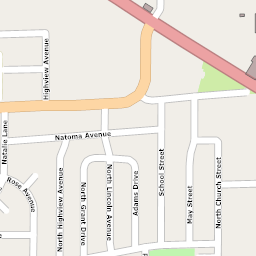 Highview Avenue
Natoma Avenue
Natalie Lane
Rose Avenue
North Highview Avenue
North Grant Drive
North Lincoln Avenue
Adams Drive
School Street
May Street
North Church Street